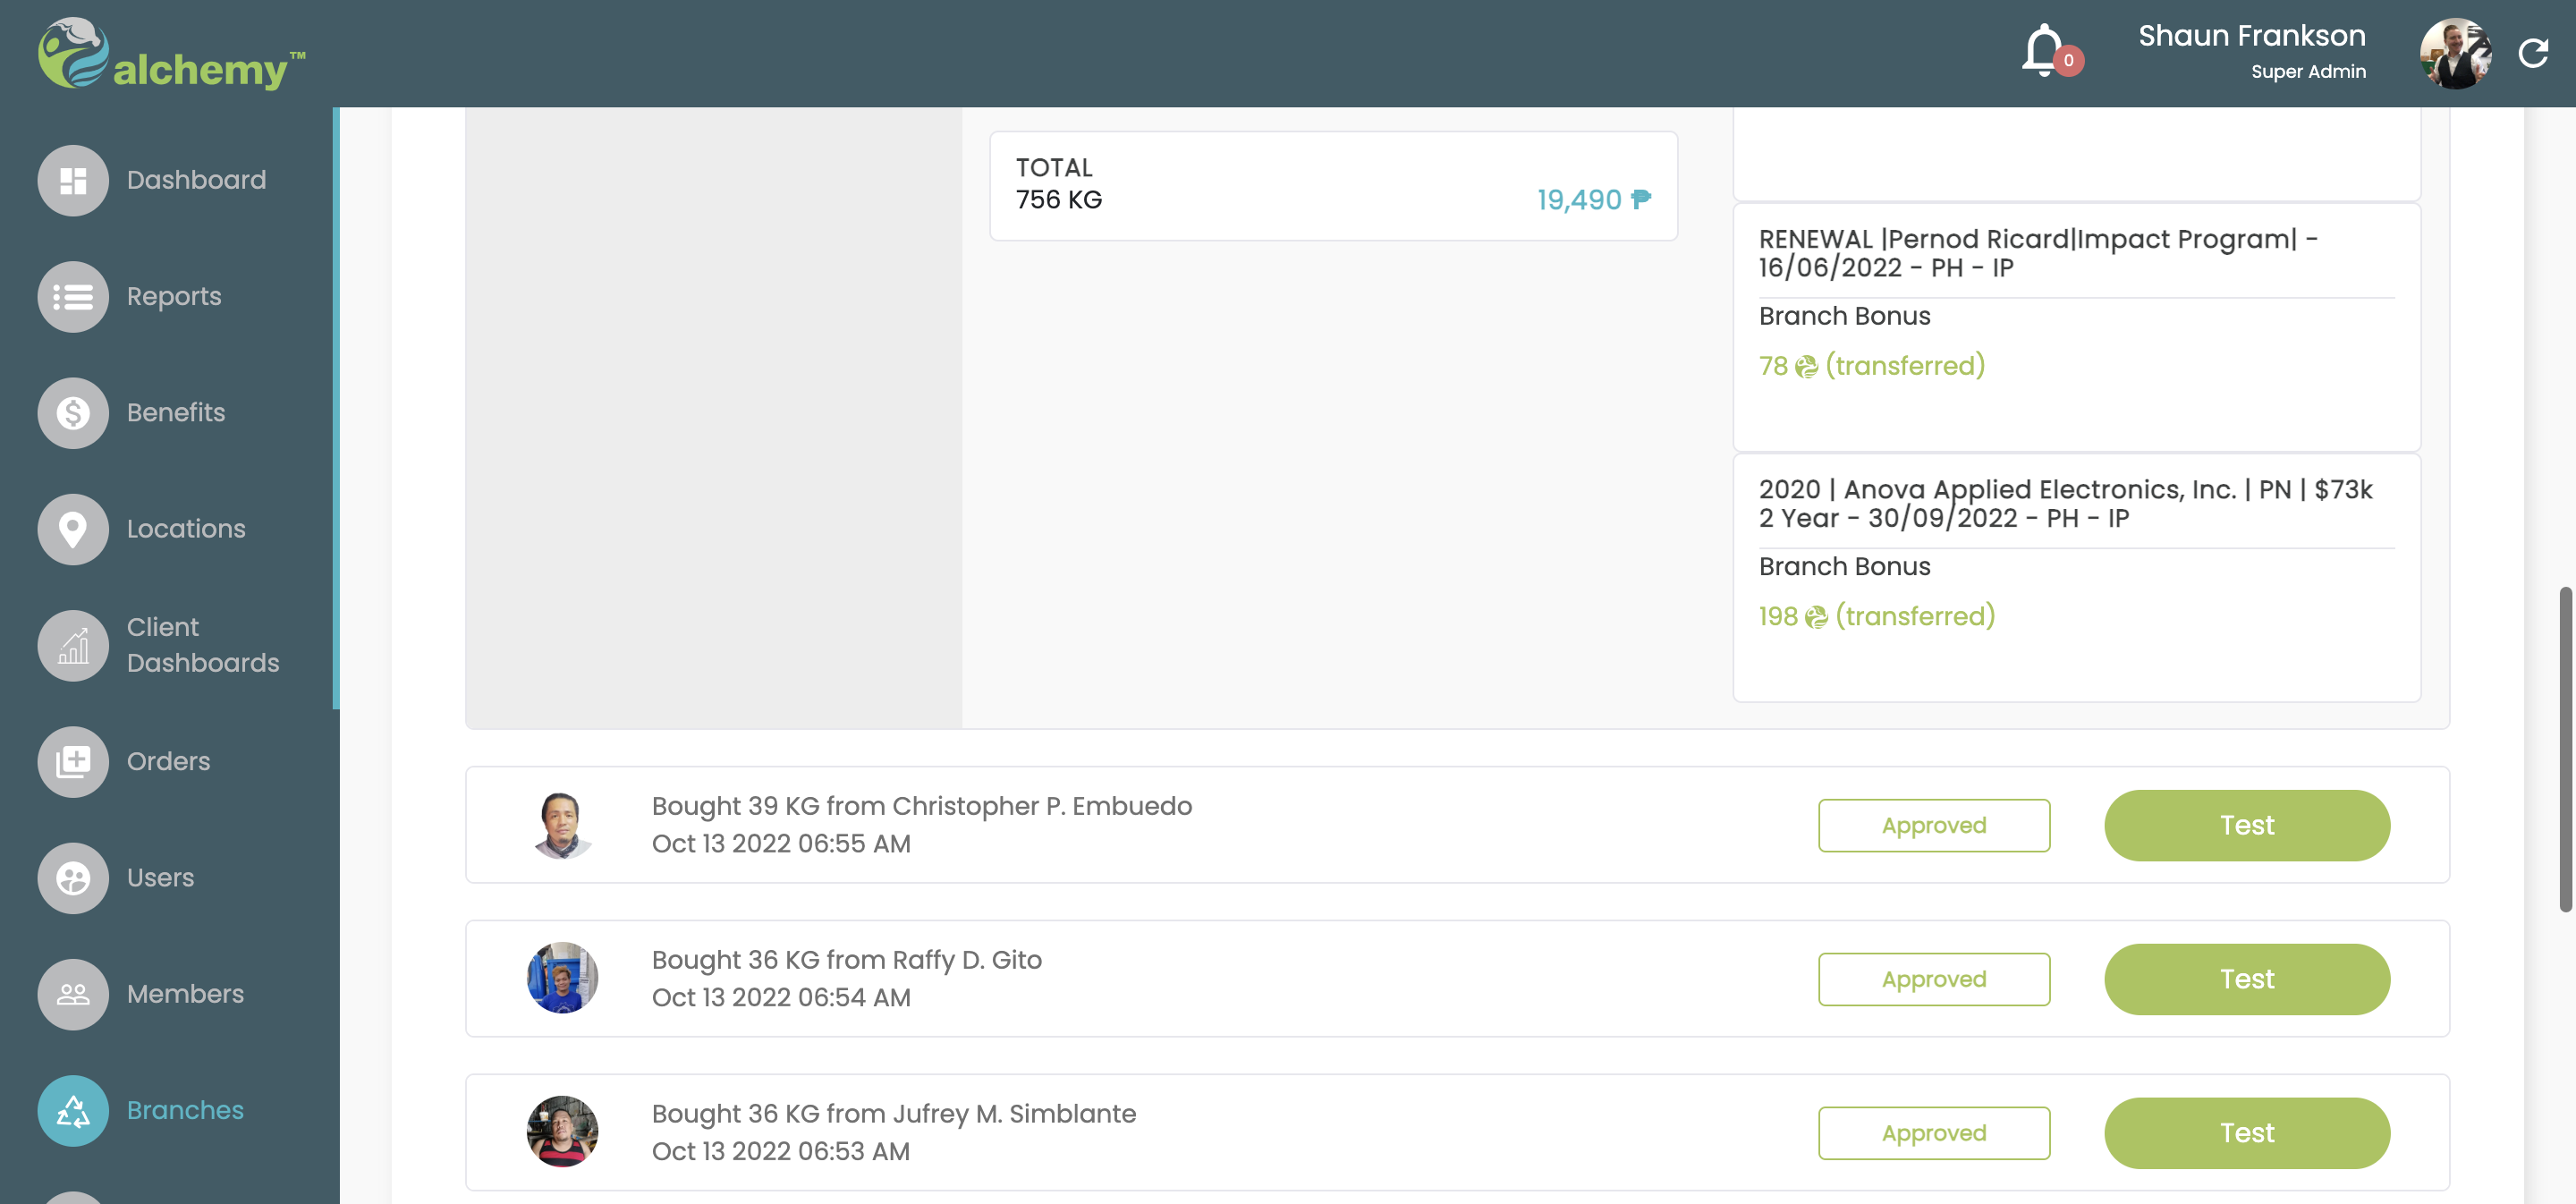 alchemy™
0
Shaun Frankson
Super Admin
Dashboard
Reports
Benefits
Locations
Client
Dashboards
Orders
Users
Members
Branches
TOTAL
756 KG
19,490 ₱
RENEWAL |Pernod Ricard|Impact Program| -
16/06/2022 - PH - IP
Branch Bonus
78 (transferred)
2020 | Anova Applied Electronics, Inc. | PN | $73k
2 Year - 30/09/2022 - PH - IP
Branch Bonus
198 (transferred)
Bought 39 KG from Christopher P. Embuedo
Oct 13 2022 06:55 AM
Approved
Test
Bought 36 KG from Raffy D. Gito
Oct 13 2022 06:54 AM
Approved
Test
Bought 36 KG from Jufrey M. Simblante
Oct 13 2022 06:53 AM
Approved
Test